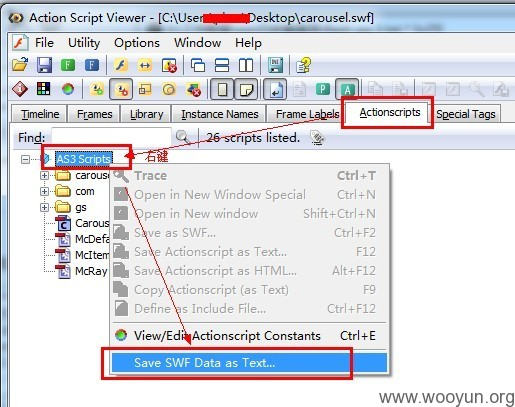 Action Script Viewer - [C:\User Desktop\carousel.swf]
File Utility Options Window Help
Timeline Frames Library Instance Names Frame Labels Actionscripts Special Tags
Find: 26 scripts listed.
AS3 Scripts
右键
carouse
com
gs
Carous
McDefa
McItem
McRay
Trace Ctrl+T
Open in New Window Special Ctrl+N
Open in New window Shift+Ctrl+N
Save as SWF... Ctrl+F2
Save Actionscript as Text... F12
Save Actionscript as HTML... Alt+F12
Copy Actionscript (as Text) F9
Define as Include File... Ctrl+F12
View/Edit Actionscript Constants Ctrl+E
Save SWF Data as Text...
www.wooyun.org